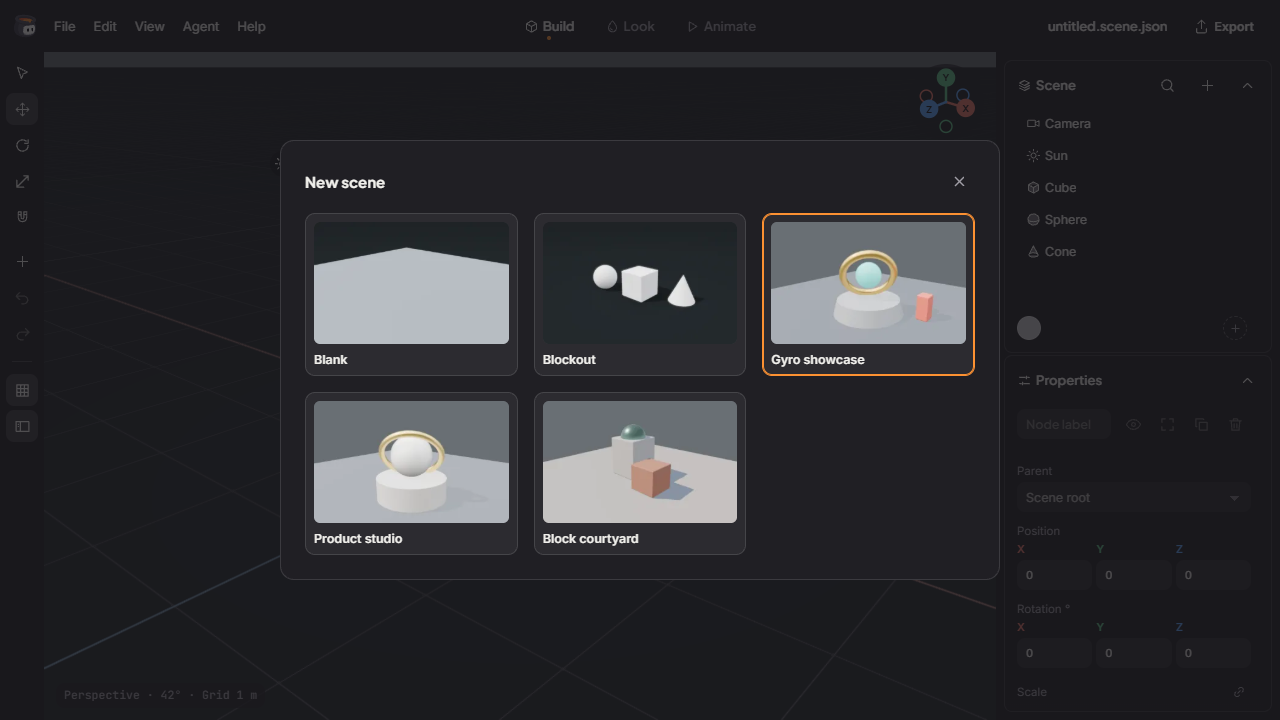 File Edit View Agent Help
Build Look Animate
untitled.scene.json Export
Y
Z X
Scene
Camera
Sun
Cube
Sphere
Cone
New scene
Blank Blockout Gyro showcase
Product studio Block courtyard
Properties
Node label
Parent
Scene root
Position
X Y Z
0 0 0
Rotation *
X Y Z
0 0 0
Scale
Perspective · 42° · Grid 1 m